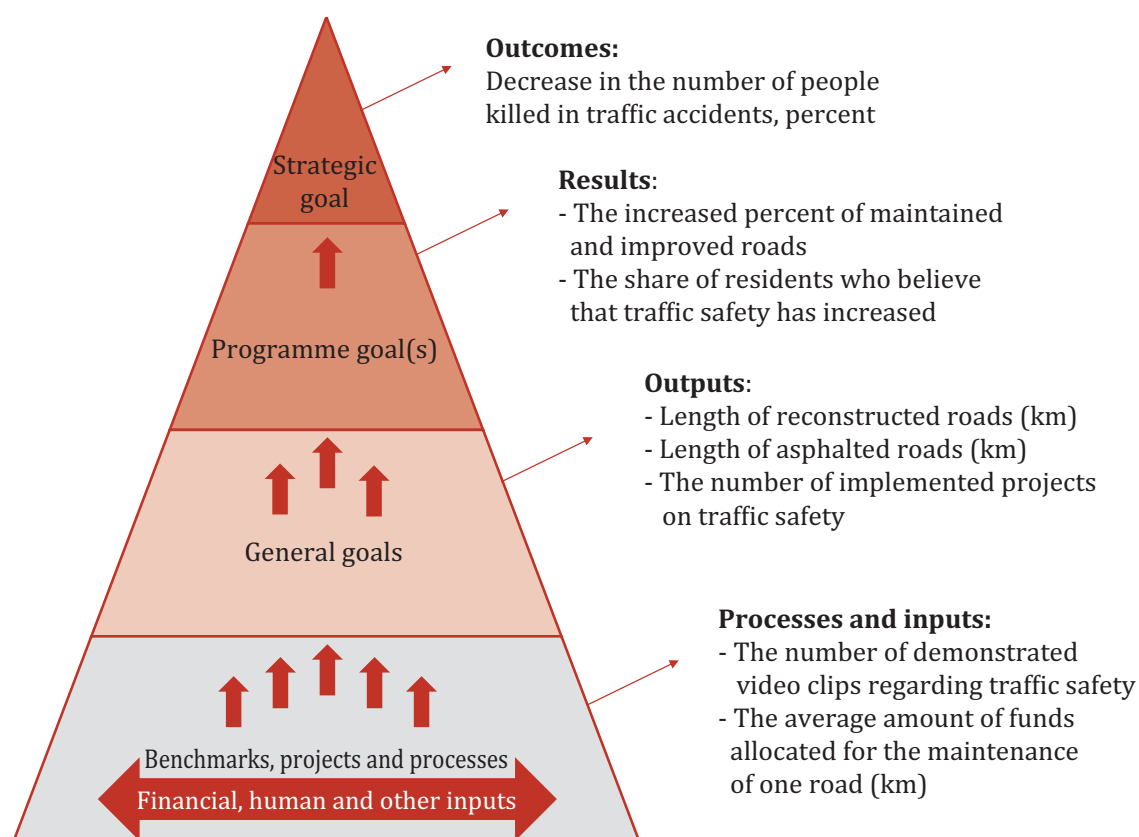 Outcomes:
Decrease in the number of people
killed in traffic accidents, percent
Strategic
goal
Results:
- The increased percent of maintained
and improved roads
- The share of residents who believe
that traffic safety has increased
Programme goal(s)
Outputs:
- Length of reconstructed roads (km)
- Length of asphalted roads (km)
- The number of implemented projects
on traffic safety
General goals
Processes and inputs:
- The number of demonstrated
video clips regarding traffic safety
- The average amount of funds
allocated for the maintenance
of one road (km)
Benchmarks, projects and processes
Financial, human and other inputs